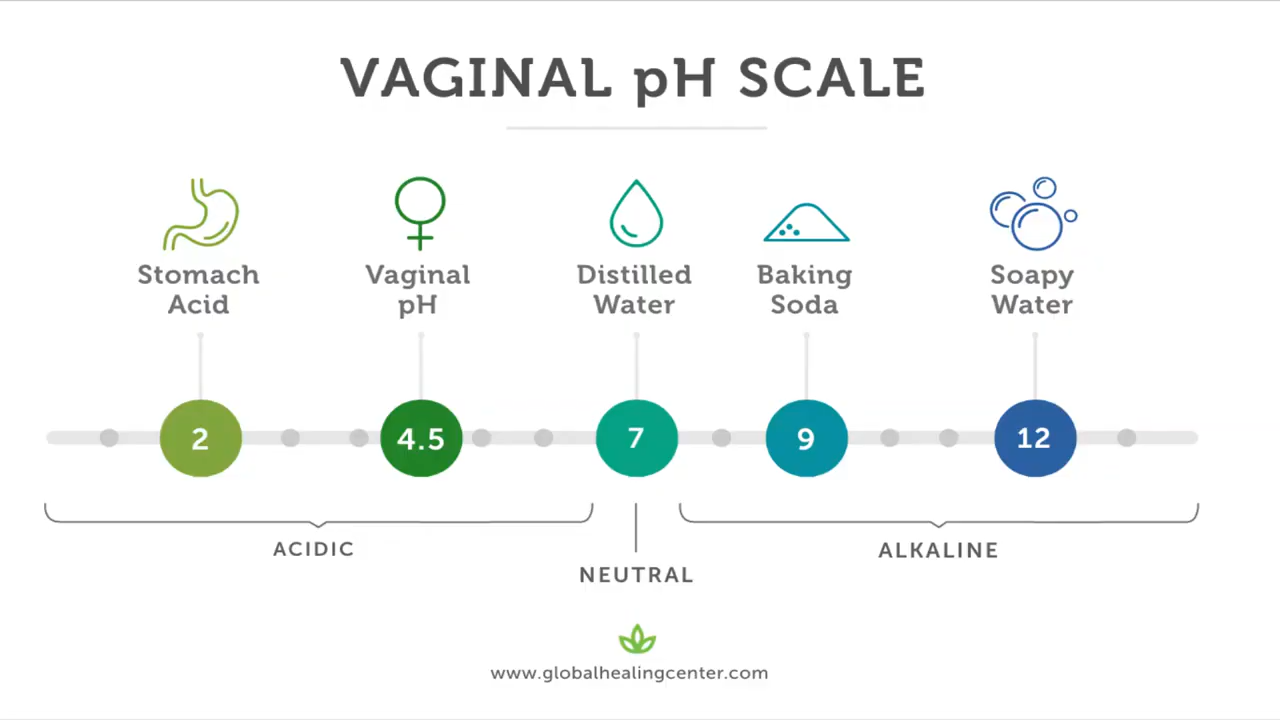 VAGINAL pH SCALE
Stomach
Acid
Vaginal
pH
Distilled
Water
Baking
Soda
Soapy
Water
2
4.5
7
9
12
ACIDIC
NEUTRAL
ALKALINE
www.globalhealingcenter.com